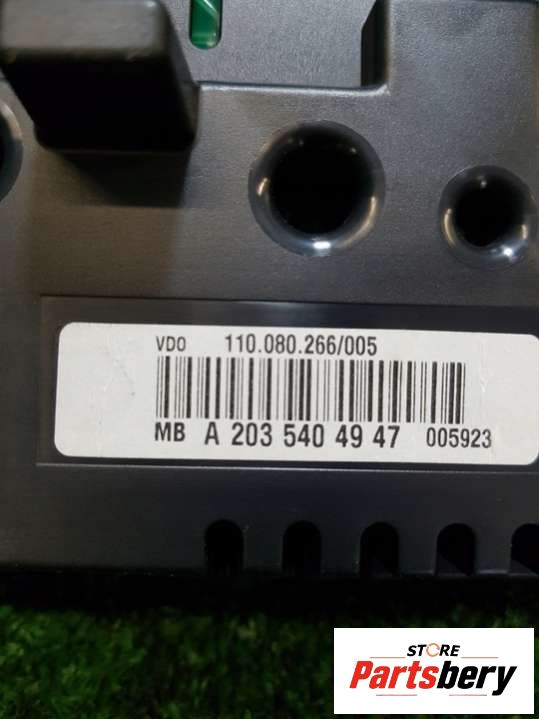 VDO 110.080.266/005
MB A 203 540 49 47 005923
STORE
Partsbery